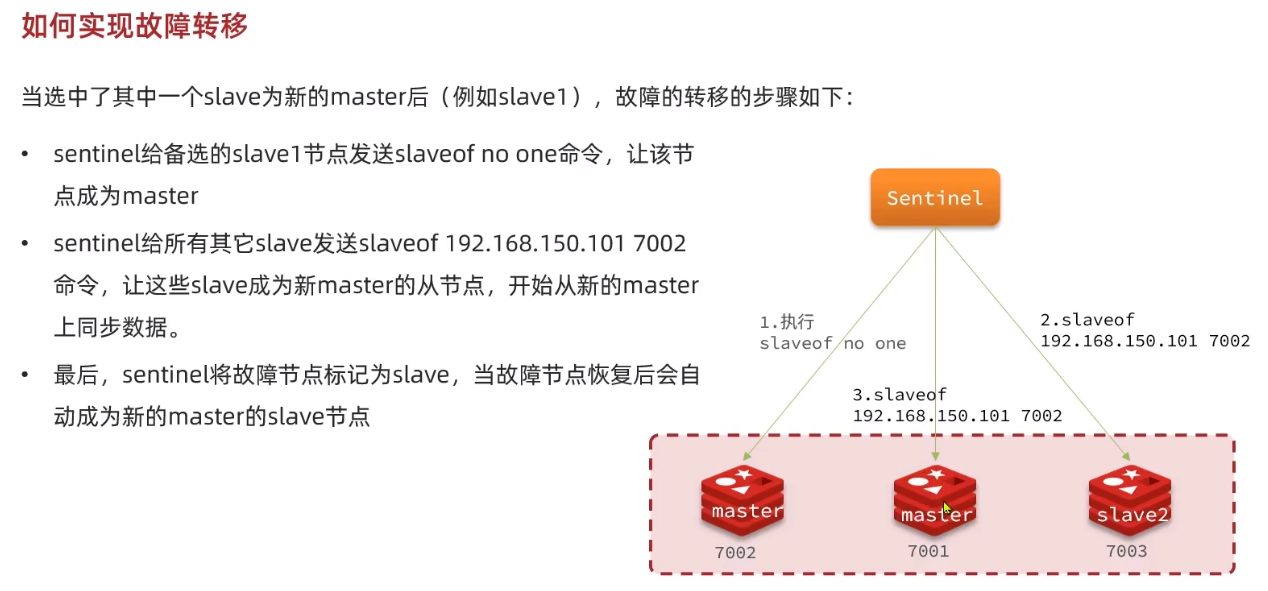 如何实现故障转移
当选中了其中一个slave为新的master后（例如slave1），故障的转移的步骤如下：
• sentinel给备选的slave1节点发送slaveof no one命令，让该节
点成为master
• sentinel给所有其它slave发送slaveof 192.168.150.101 7002
命令，让这些slave成为新master的从节点，开始从新的master
上同步数据。
• 最后，sentinel将故障节点标记为slave，当故障节点恢复后会自
动成为新的master的slave节点
Sentinel
1.执行
slaveof no one
2.slaveof
192.168.150.101 7002
3.slaveof
192.168.150.101 7002
master
master
slave2
7002
7001
7003